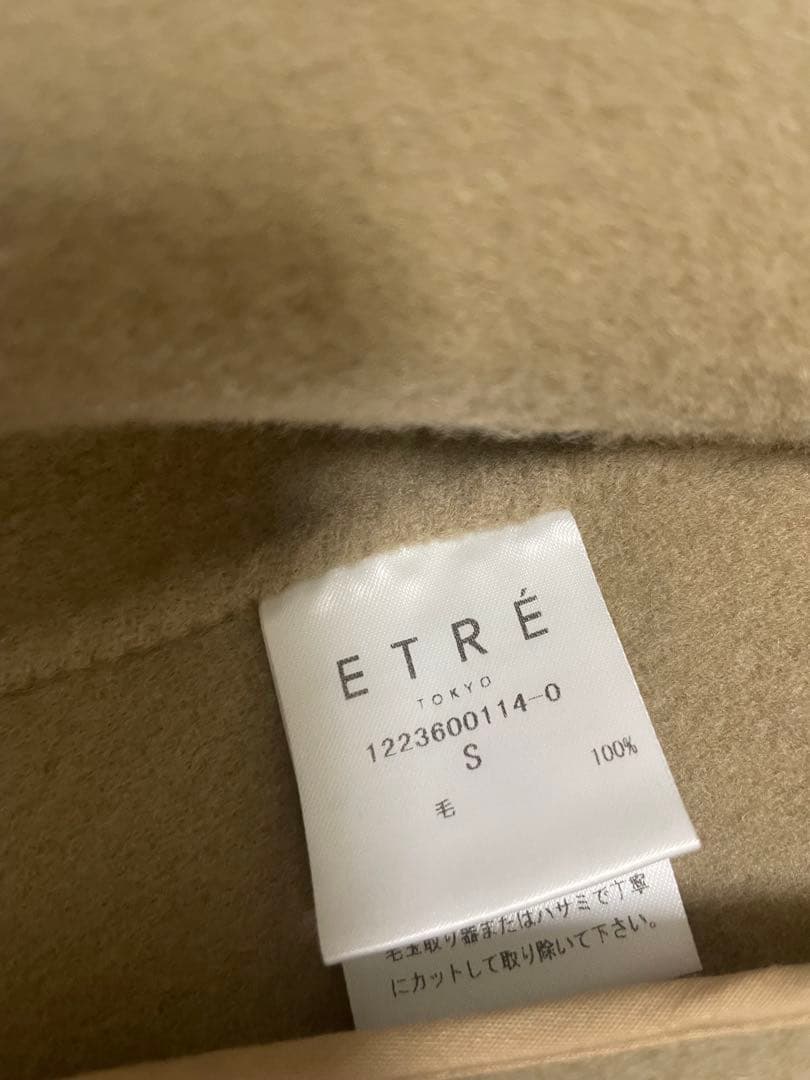 ETRÉ
TOKYO
1223600114-0
S
毛 100%
毛玉取り器またはハサミで丁寧
にカットして取り除いて下さい。